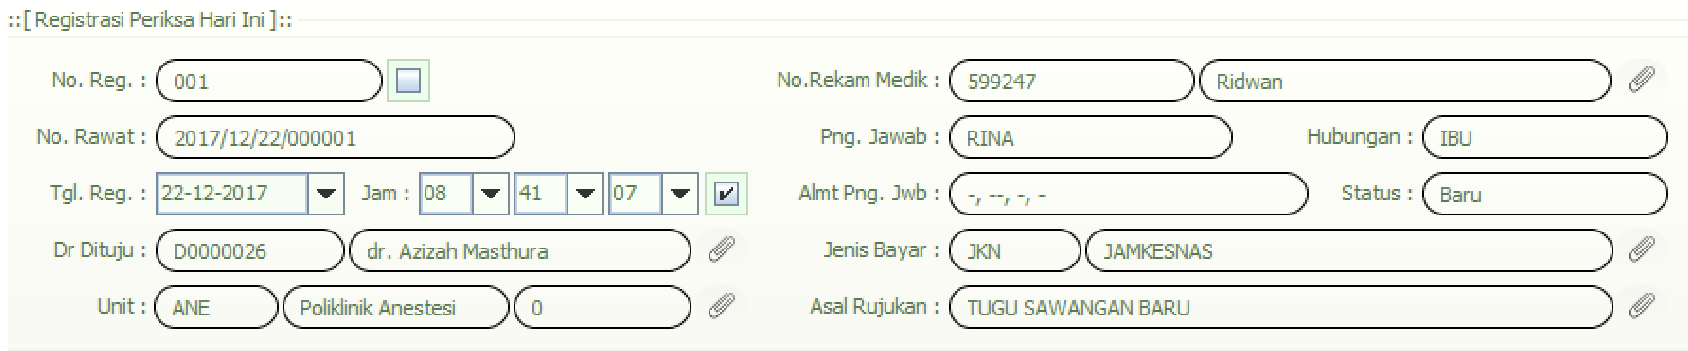 ::[ Registrasi Periksa Hari Ini ]::
No. Reg. : 001 No.Rekam Medik : 599247 Ridwan
No. Rawat : 2017/12/22/000001 Png. Jawab : RINA Hubungan : IBU
Tgl. Reg. : 22-12-2017 Jam : 08 41 07 Almt Png. Jwb : -, --, -, - Status : Baru
Dr Dituju : D0000026 dr. Azizah Masthura Jenis Bayar : JKN JAMKESNAS
Unit : ANE Poliklinik Anestesi 0 Asal Rujukan : TUGU SAWANGAN BARU